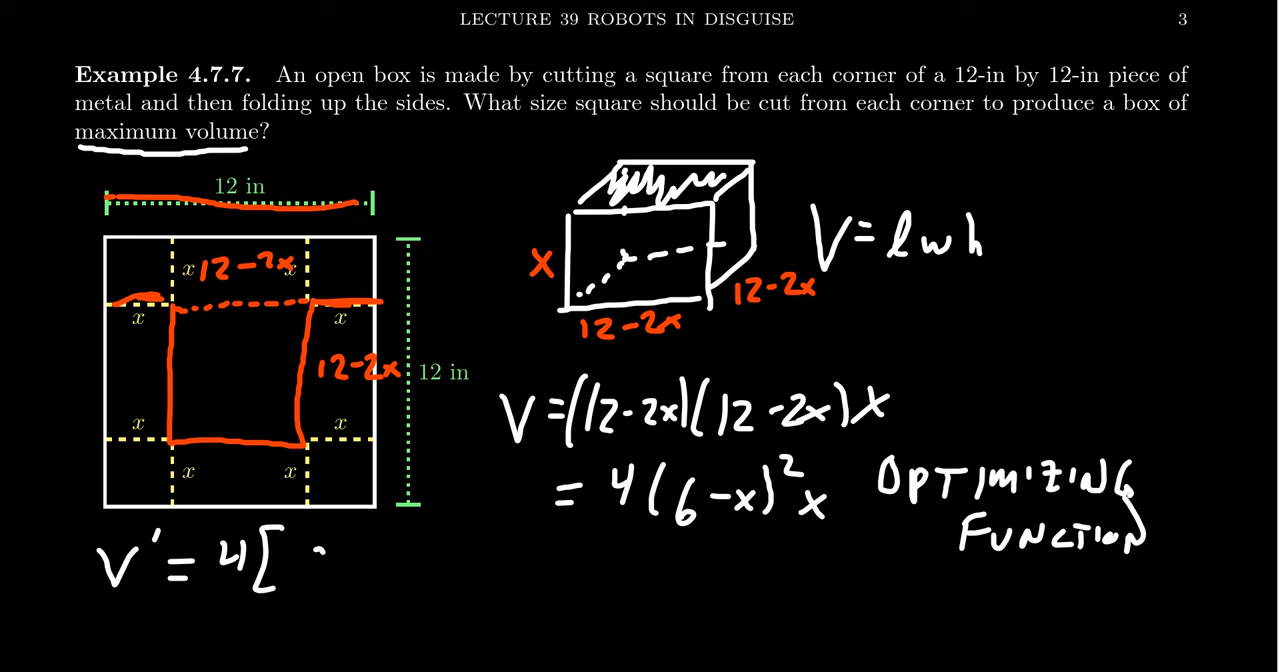 LECTURE 39 ROBOTS IN DISGUISE 3
Example 4.7.7. An open box is made by cutting a square from each corner of a 12-in by 12-in piece of
metal and then folding up the sides. What size square should be cut from each corner to produce a box of
maximum volume?
12 in
x 12-2x x
x x
12-2x
12 in
x x
x x
x
12-2x
12-2x
V = l w h
V = (12-2x)(12-2x)x
= 4(6-x)²x
OPTIMIZING
FUNCTION
V' = 4[